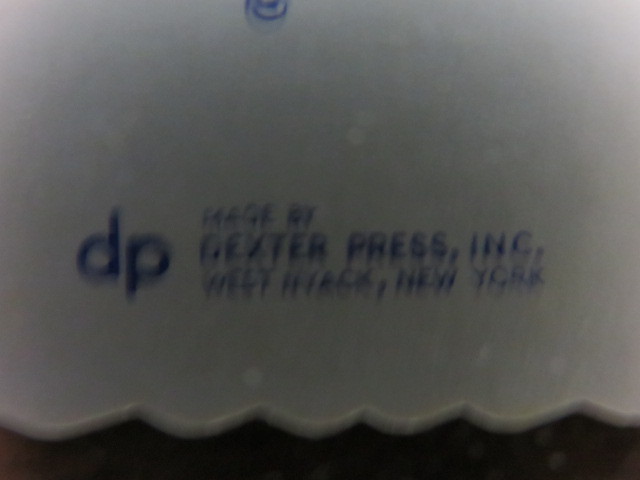 dp
MADE BY
DEXTER PRESS, INC.
WEST NYACK, NEW YORK